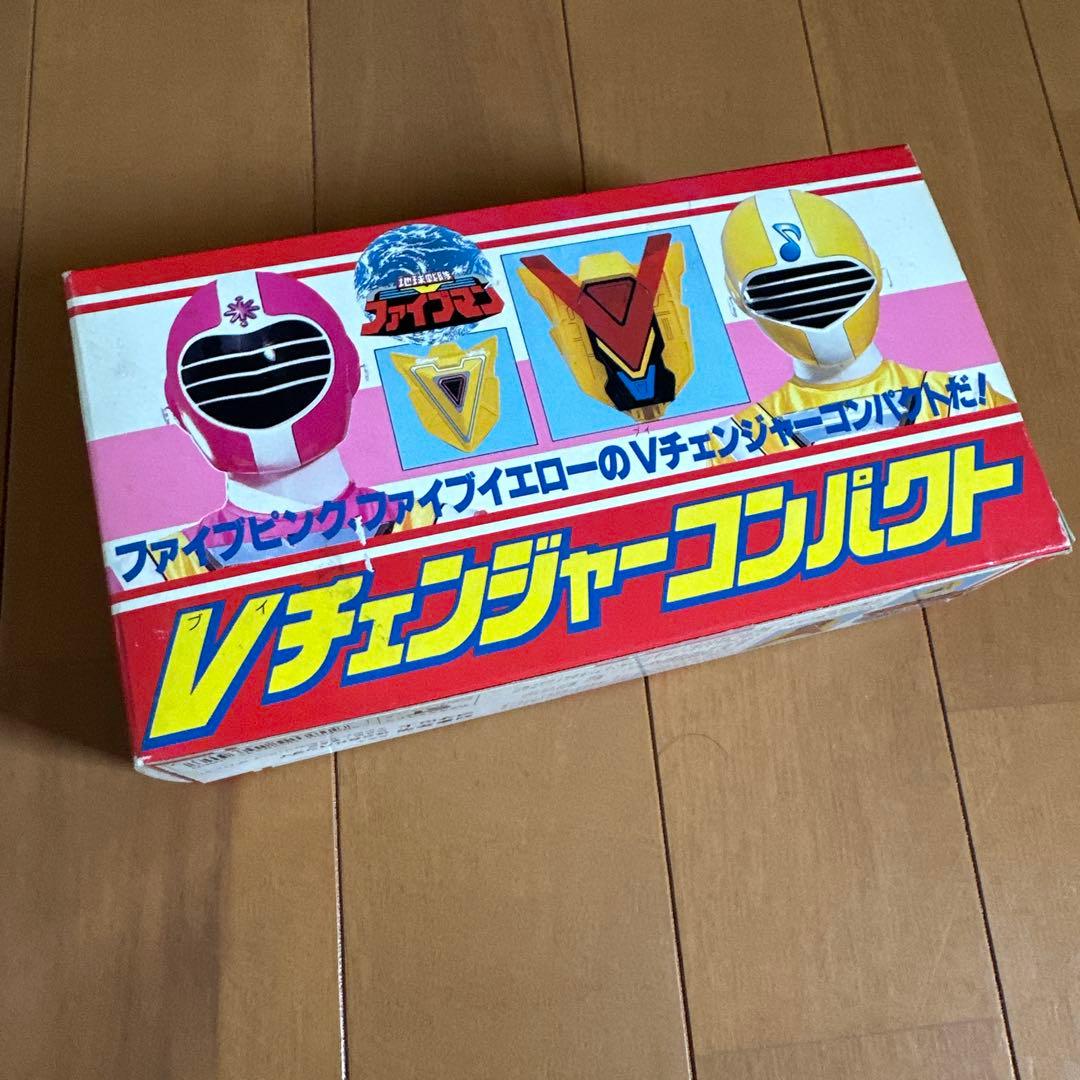 地球戦隊
ファイブマン
ファイブピンク、ファイブイエローのVチェンジャーコンパクトだ!
ブイ
Vチェンジャーコンパクト